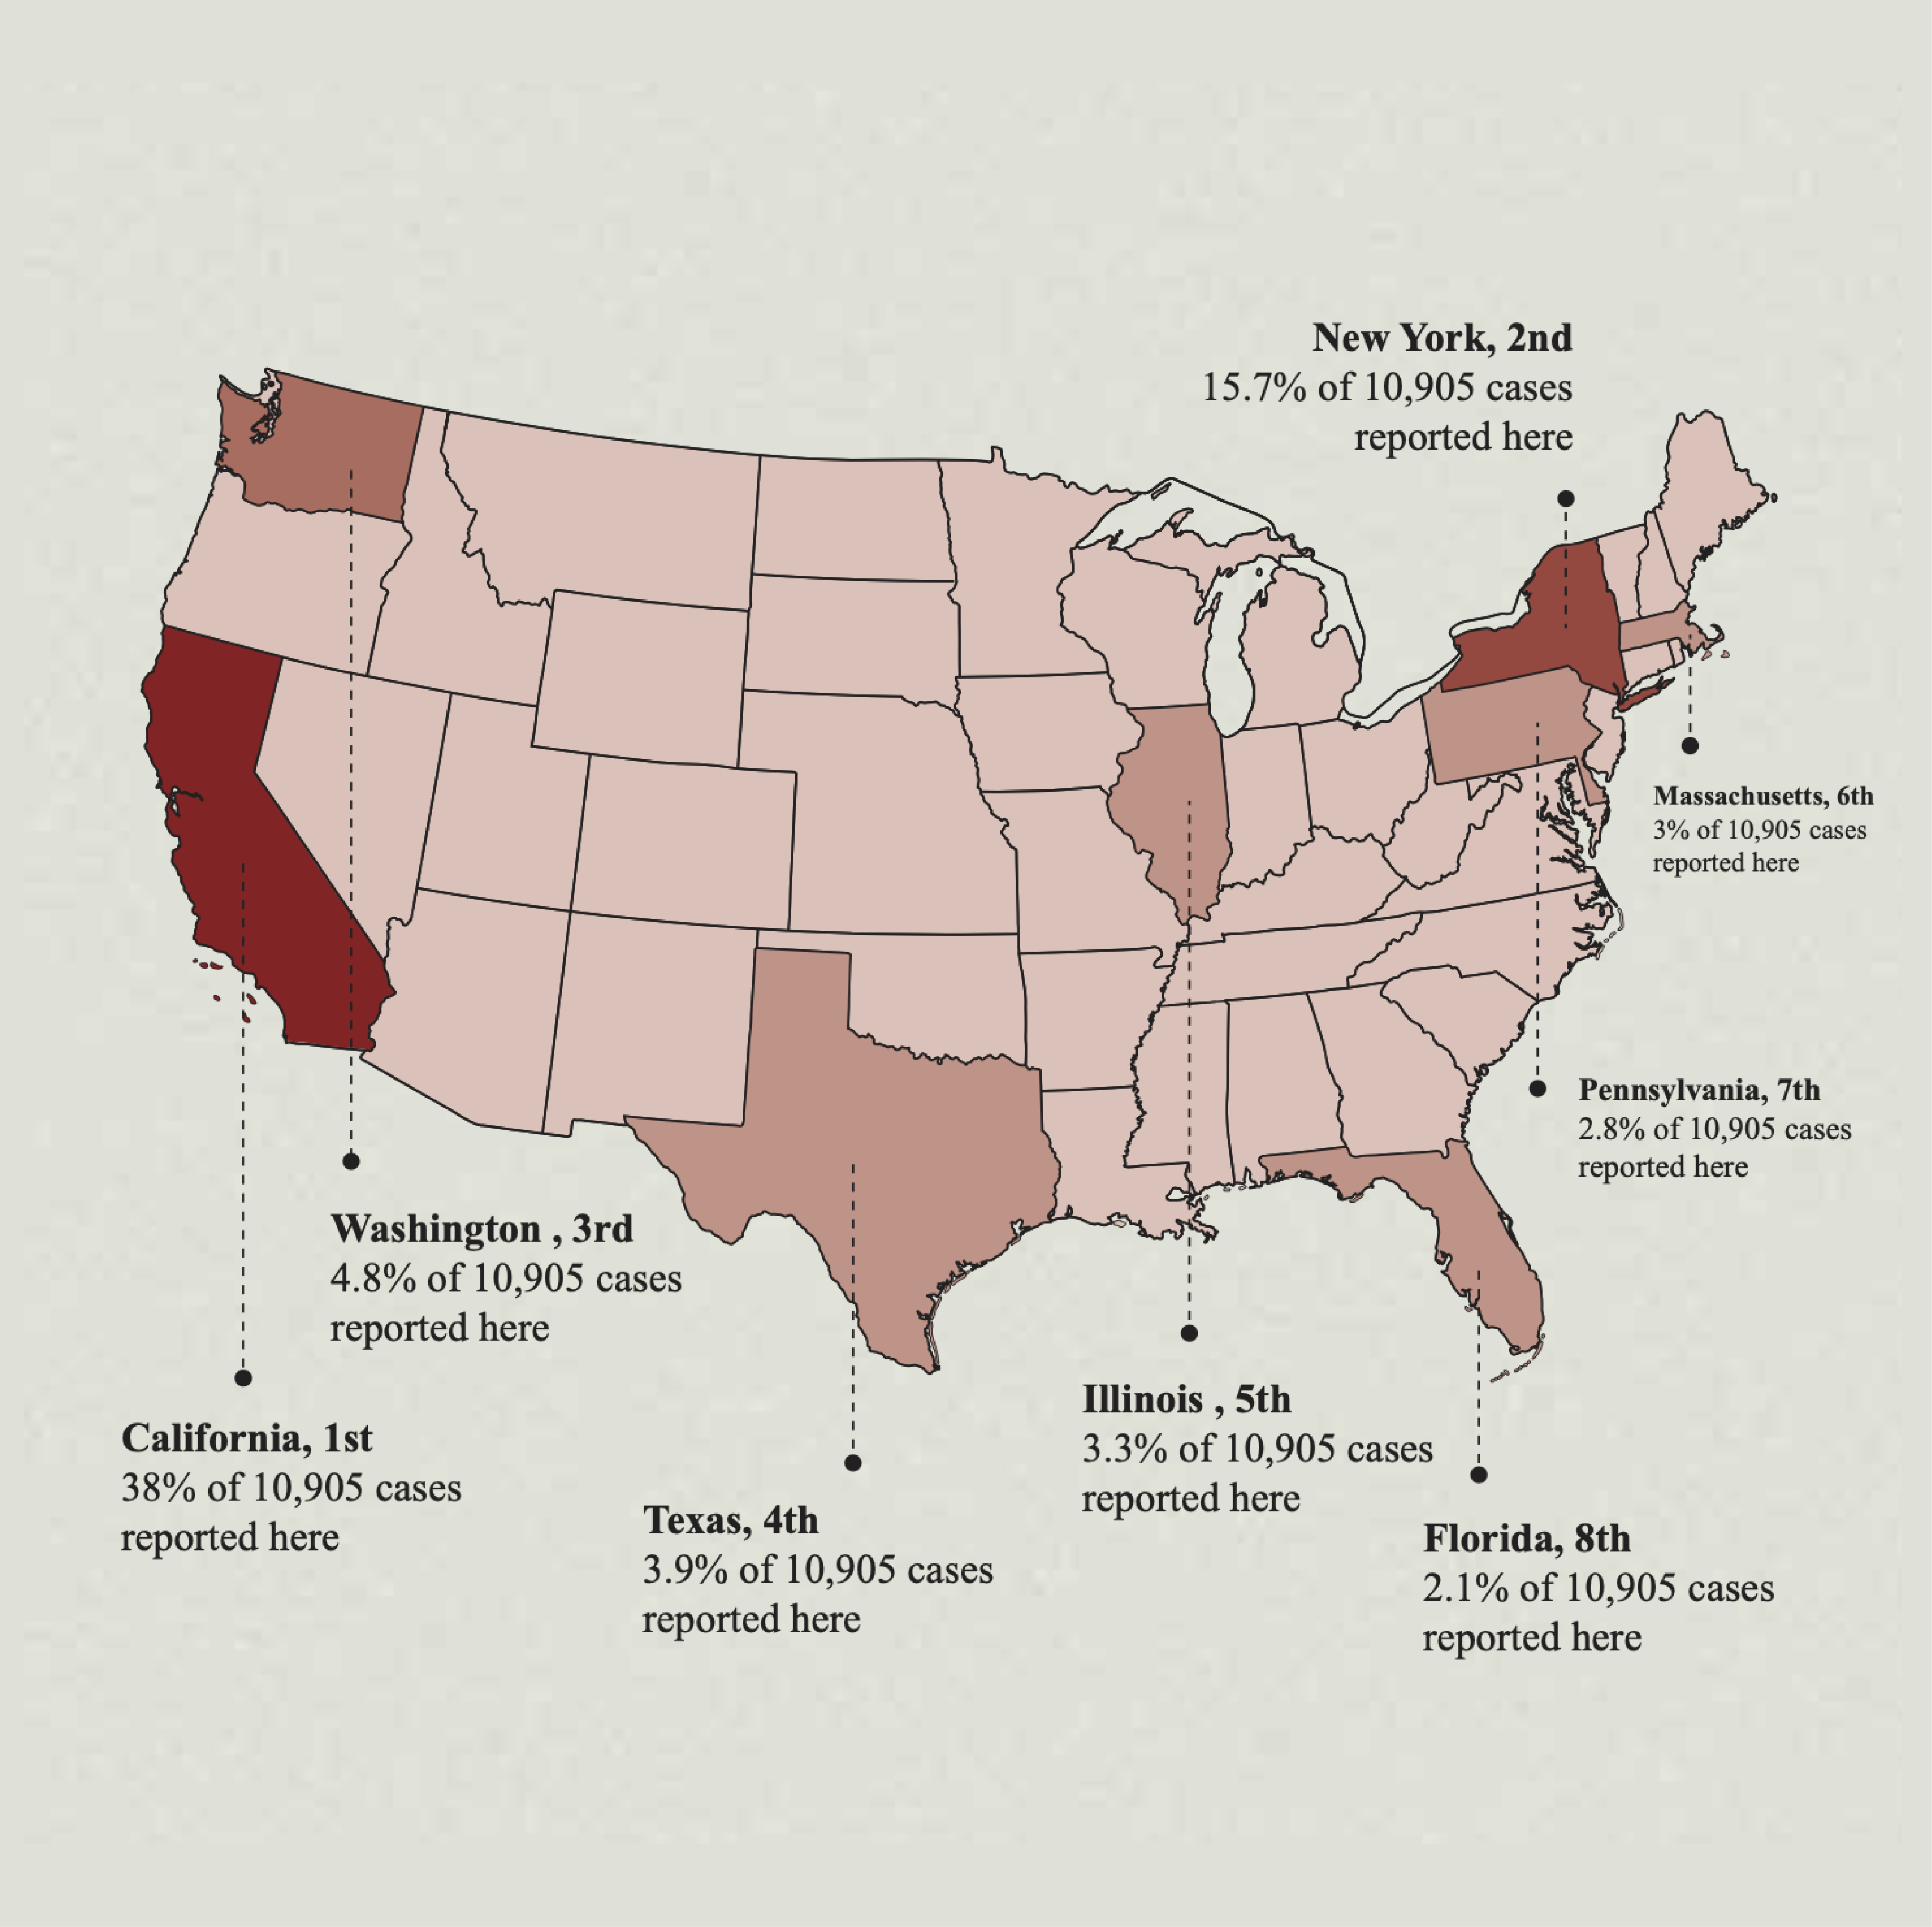 New York, 2nd
15.7% of 10,905 cases
reported here
Massachusetts, 6th
3% of 10,905 cases
reported here
Pennsylvania, 7th
2.8% of 10,905 cases
reported here
Washington , 3rd
4.8% of 10,905 cases
reported here
California, 1st
38% of 10,905 cases
reported here
Illinois , 5th
3.3% of 10,905 cases
reported here
Texas, 4th
3.9% of 10,905 cases
reported here
Florida, 8th
2.1% of 10,905 cases
reported here